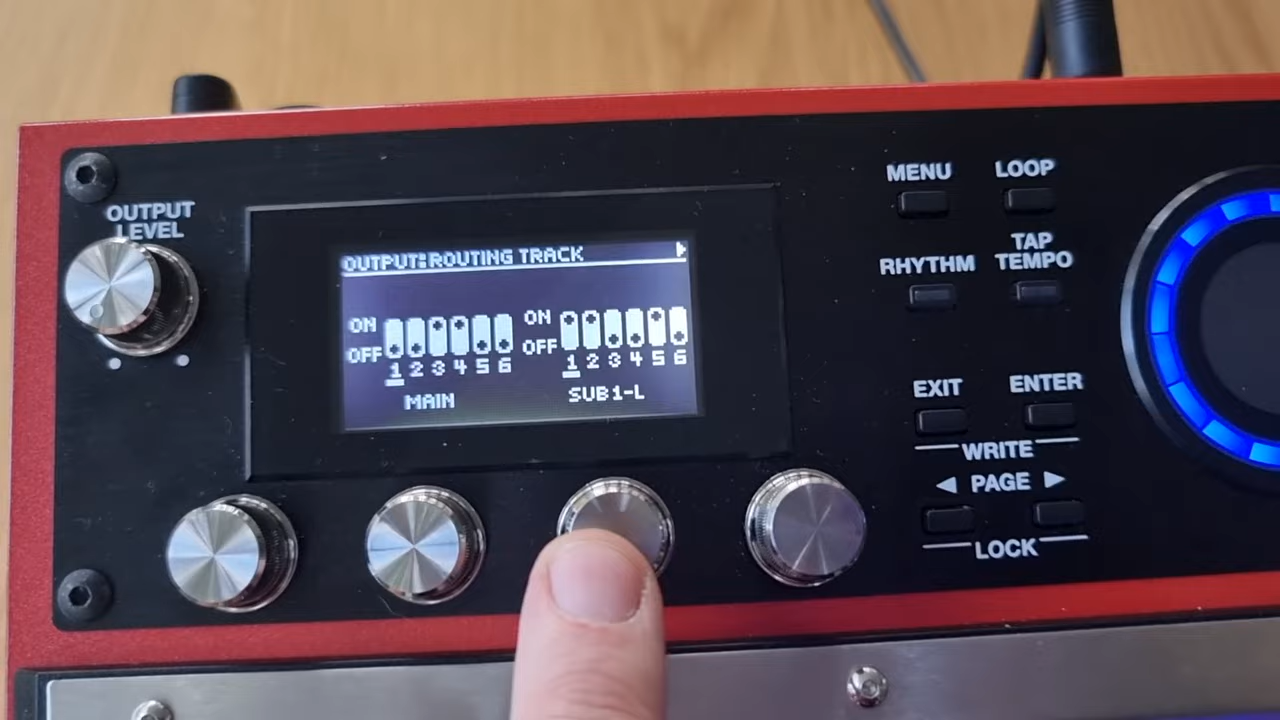 OUTPUT
LEVEL
OUTPUT:ROUTING TRACK
ON
OFF
1 2 3 4 5 6
MAIN
ON
OFF
1 2 3 4 5 6
SUB1-L
MENU
LOOP
RHYTHM
TAP
TEMPO
EXIT
ENTER
WRITE
◀ PAGE ▶
LOCK